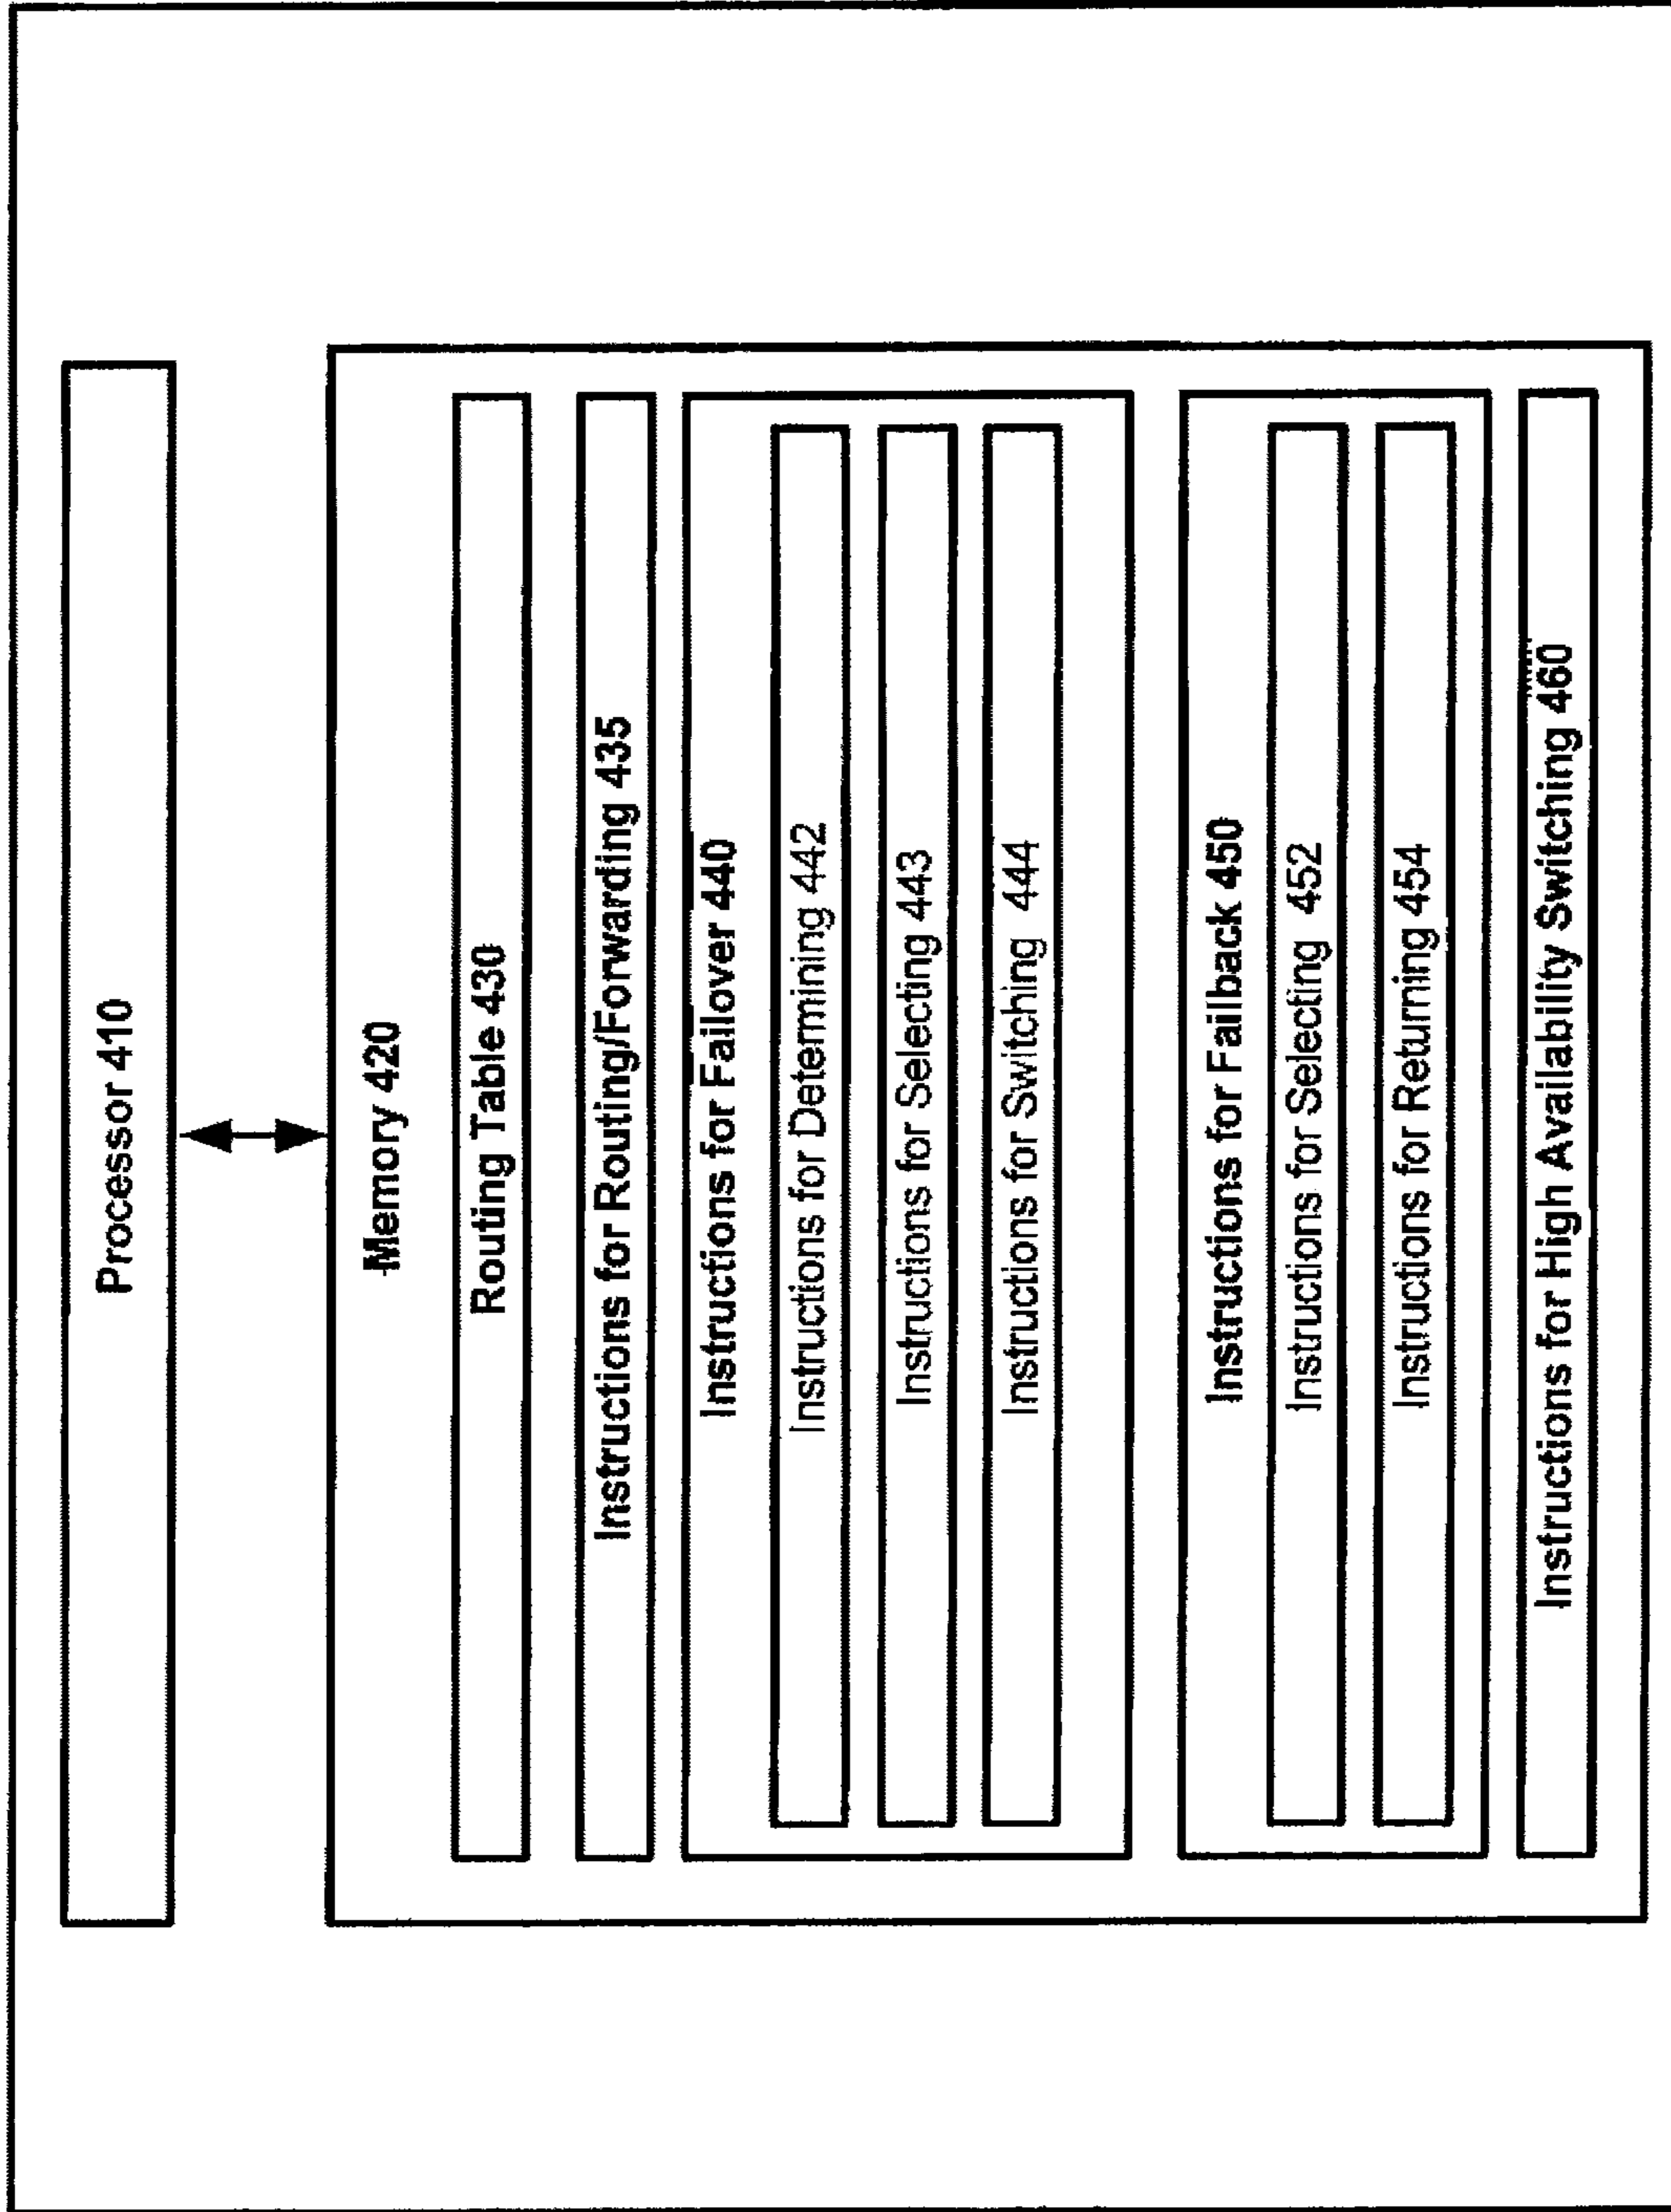 Processor 410
Memory 420
Routing Table 430
Instructions for Routing/Forwarding 435
Instructions for Failover 440
Instructions for Determining 442
Instructions for Selecting 443
Instructions for Switching 444
Instructions for Failback 450
Instructions for Selecting 452
Instructions for Returning 454
Instructions for High Availability Switching 460